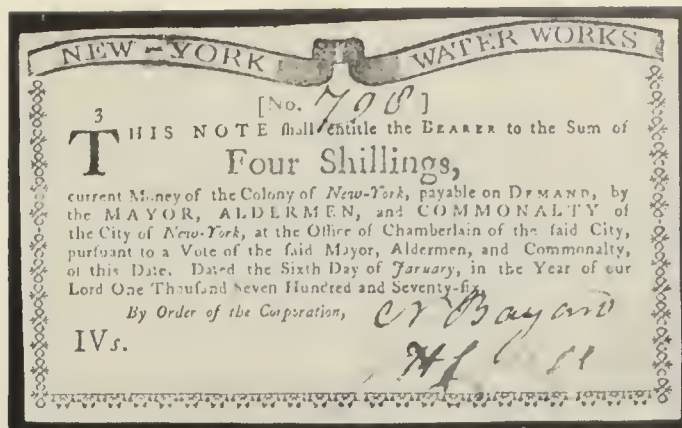 NEW-YORK WATER WORKS
[No. 798]
3
THIS NOTE ſhall entitle the BEARER to the Sum of
Four Shillings,
current Money of the Colony of New-York, payable on DEMAND, by
the MAYOR, ALDERMEN, and COMMONALTY of
the City of New-York, at the Office of Chamberlain of the ſaid City,
purſuant to a Vote of the ſaid Mayor, Aldermen, and Commonalty,
of this Date. Dated the Sixth Day of January, in the Year of our
Lord One Thouſand Seven Hundred and Seventy-ſix.
By Order of the Corporation,
N Bayard
IVs.